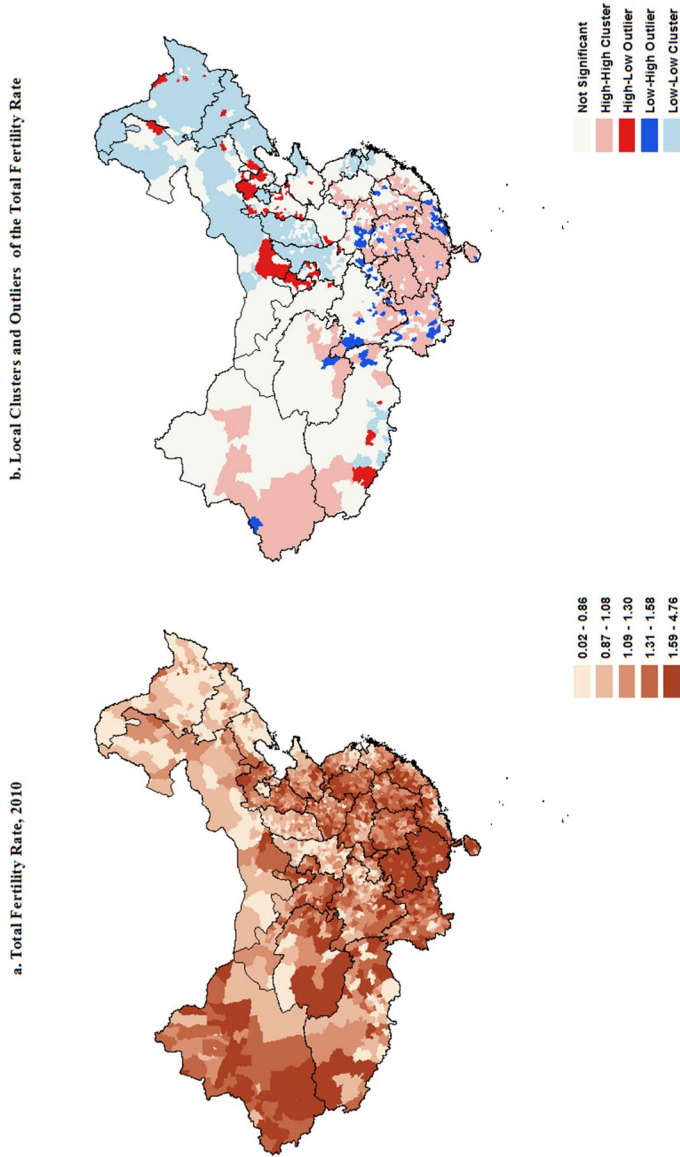 a. Total Fertility Rate, 2010
0.02 - 0.86
0.87 - 1.08
1.09 - 1.30
1.31 - 1.58
1.59 - 4.76
b. Local Clusters and Outliers of the Total Fertility Rate
Not Significant
High-High Cluster
High-Low Outlier
Low-High Outlier
Low-Low Cluster